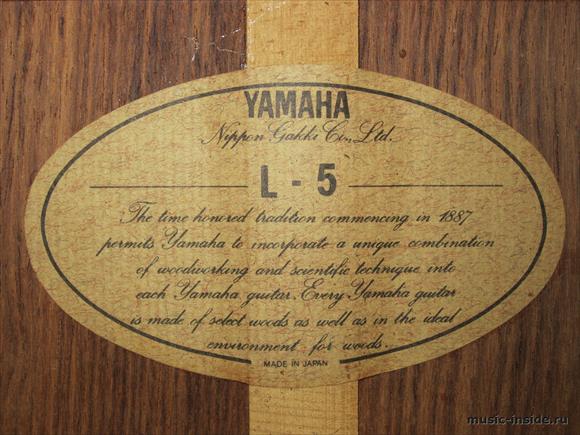 YAMAHA
Nippon Gakki Co., Ltd.
L - 5
The time honored tradition commencing in 1887
permits Yamaha to incorporate a unique combination
of woodworking and scientific technique into
each Yamaha guitar. Every Yamaha guitar
is made of select woods as well as in the ideal
environment for woods.
MADE IN JAPAN
music-inside.ru